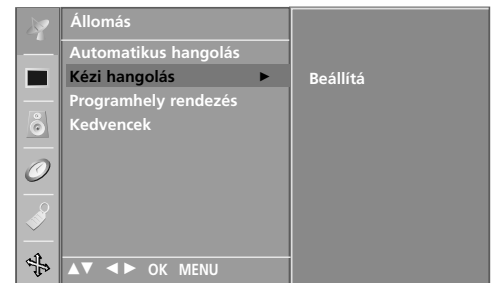 Állomás
Automatikus hangolás
Kézi hangolás ►
Beállítá
Programhely rendezés
Kedvencek
▲▼ ◄► OK MENU